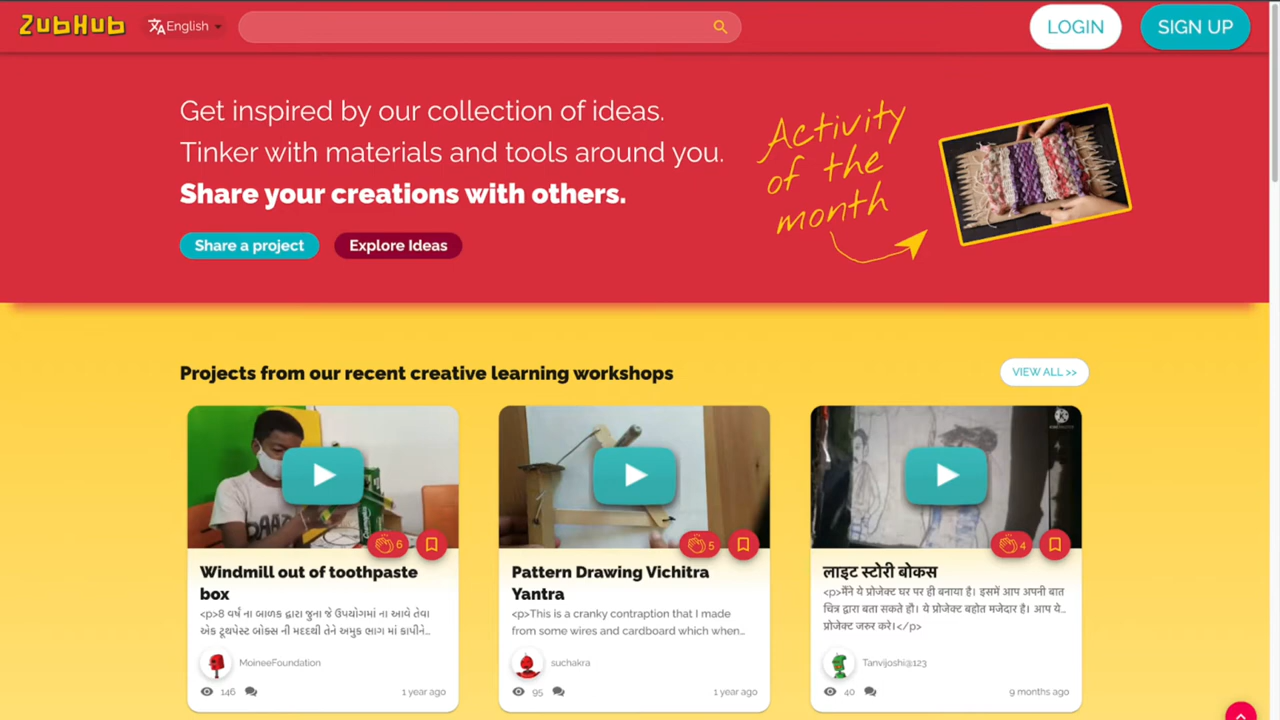 ZubHub
English
LOGIN
SIGN UP
Get inspired by our collection of ideas.
Tinker with materials and tools around you.
Share your creations with others.
Share a project
Explore Ideas
Activity
of the
month
Projects from our recent creative learning workshops
VIEW ALL >>
6
Windmill out of toothpaste
box
<p>8 વર્ષ ના બાળક દ્વારા જુના જે ઉપયોગમાં ના આવે તેવા
એક ટૂથપેસ્ટ બોક્સ ની મદદથી તેને અમુક ભાગ માં કાપીને...
MoineeFoundation
146
1 year ago
5
Pattern Drawing Vichitra
Yantra
<p>This is a cranky contraption that I made
from some wires and cardboard which when...
suchakra
95
1 year ago
4
लाइट स्टोरी बोकस
<p>मैंने ये प्रोजेक्ट घर पर ही बनाया है। इसमें आप अपनी बात
चित्र द्वारा बता सकते हौ। ये प्रोजेक्ट बहोत मजेदार है। आप ये...
प्रोजेक्ट जरुर करे।</p>
Tanvijoshi@123
40
9 months ago